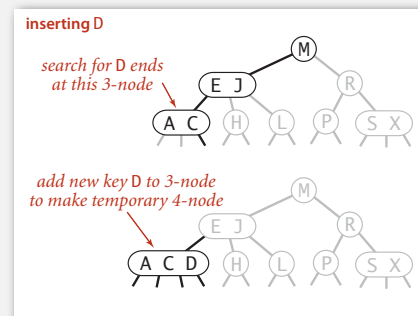 inserting D
M
search for D ends
at this 3-node
E J
R
A C
H
L
P
S X
add new key D to 3-node
to make temporary 4-node
M
E J
R
A C D
H
L
P
S X